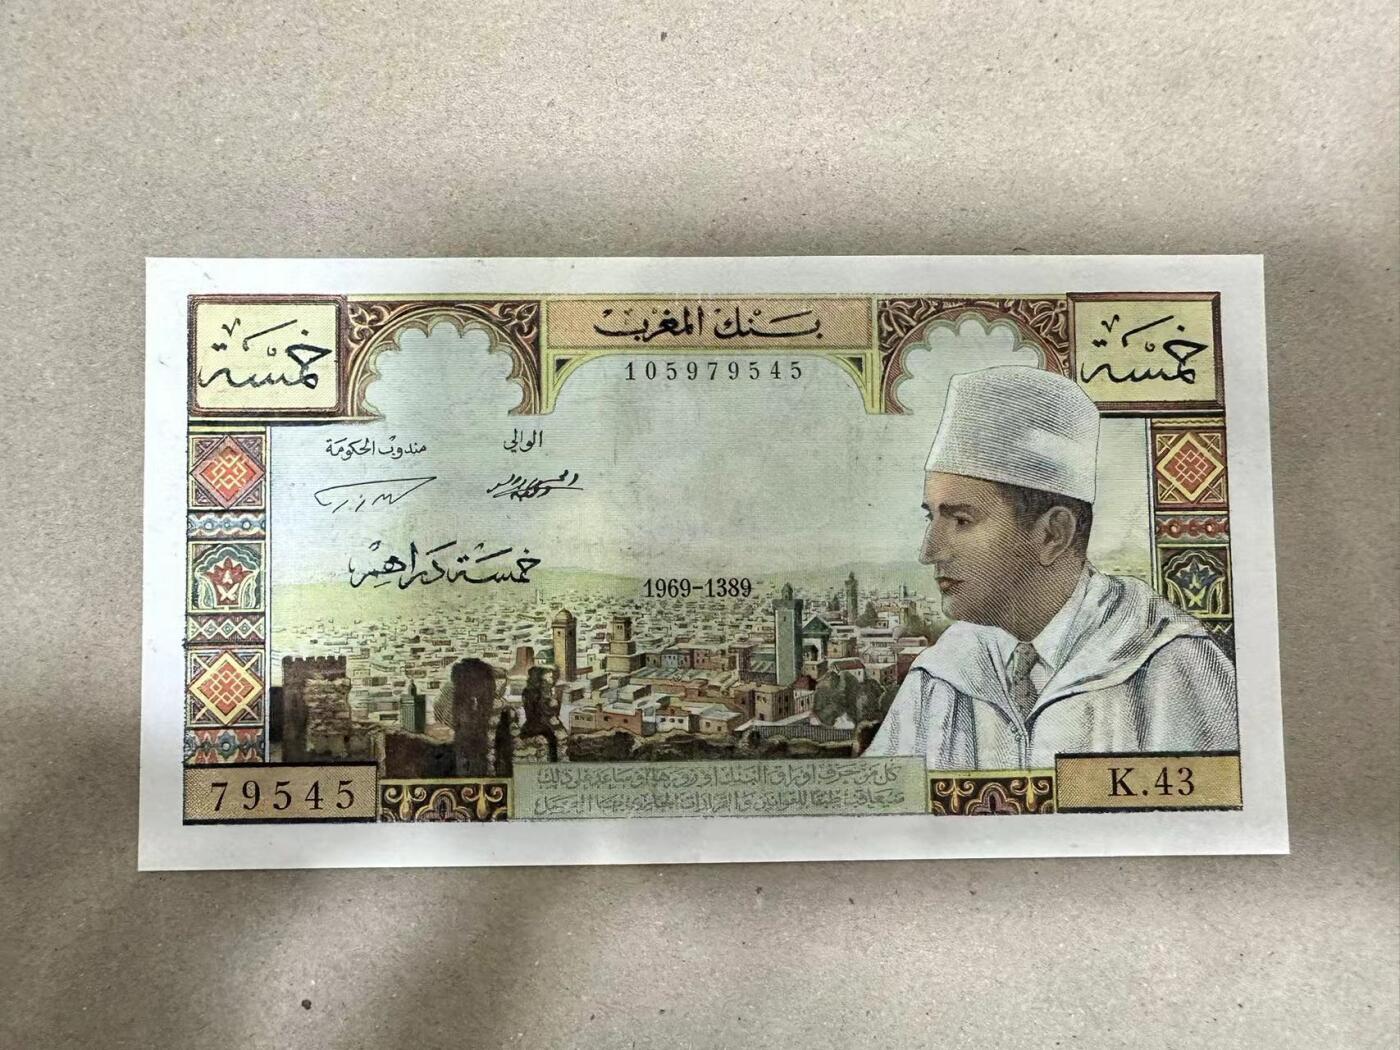 بنك المغرب
خمسة
خمسة
105979545
الوالي
مندوب الحكومة
خمسة دراهم
1969-1389
79545
K.43